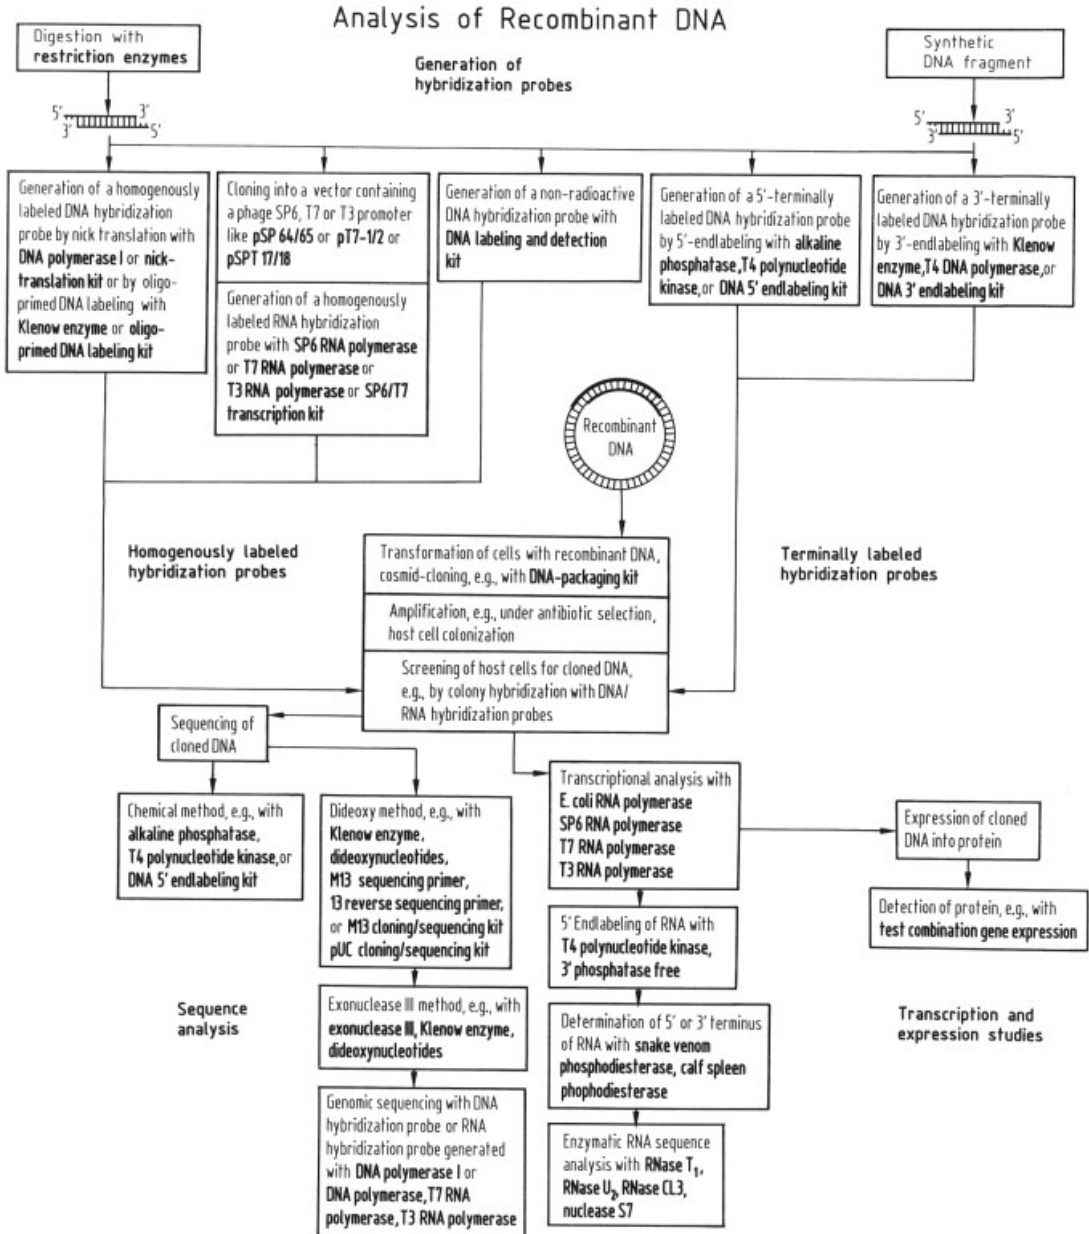 Analysis of Recombinant DNA
Digestion with
restriction enzymes
Generation of
hybridization probes
Synthetic
DNA fragment
5' 3'
3' 5'
5' 3'
3' 5'
Generation of a homogenously
labeled DNA hybridization
probe by nick translation with
DNA polymerase I or nick-
translation kit or by oligo-
primed DNA labeling with
Klenow enzyme or oligo-
primed DNA labeling kit
Cloning into a vector containing
a phage SP6, T7 or T3 promoter
like pSP 64/65 or pT7-1/2 or
pSPT 17/18
Generation of a homogenously
labeled RNA hybridization
probe with SP6 RNA polymerase
or T7 RNA polymerase or
T3 RNA polymerase or SP6/T7
transcription kit
Generation of a non-radioactive
DNA hybridization probe with
DNA labeling and detection
kit
Generation of a 5'-terminally
labeled DNA hybridization probe
by 5'-endlabeling with alkaline
phosphatase, T4 polynucleotide
kinase, or DNA 5' endlabeling kit
Generation of a 3'-terminally
labeled DNA hybridization probe
by 3'-endlabeling with Klenow
enzyme, T4 DNA polymerase, or
DNA 3' endlabeling kit
Recombinant
DNA
Homogenously labeled
hybridization probes
Terminally labeled
hybridization probes
Transformation of cells with recombinant DNA,
cosmid-cloning, e.g., with DNA-packaging kit
Amplification, e.g., under antibiotic selection,
host cell colonization
Screening of host cells for cloned DNA,
e.g., by colony hybridization with DNA/
RNA hybridization probes
Sequencing of
cloned DNA
Chemical method, e.g., with
alkaline phosphatase,
T4 polynucleotide kinase, or
DNA 5' endlabeling kit
Dideoxy method, e.g., with
Klenow enzyme,
dideoxynucleotides,
M13 sequencing primer,
13 reverse sequencing primer,
or M13 cloning/sequencing kit
pUC cloning/sequencing kit
Exonuclease III method, e.g., with
exonuclease III, Klenow enzyme,
dideoxynucleotides
Genomic sequencing with DNA
hybridization probe or RNA
hybridization probe generated
with DNA polymerase I or
DNA polymerase, T7 RNA
polymerase, T3 RNA polymerase
Sequence
analysis
Transcriptional analysis with
E. coli RNA polymerase
SP6 RNA polymerase
T7 RNA polymerase
T3 RNA polymerase
5' Endlabeling of RNA with
T4 polynucleotide kinase,
3' phosphatase free
Determination of 5' or 3' terminus
of RNA with snake venom
phosphodiesterase, calf spleen
phophodiesterase
Enzymatic RNA sequence
analysis with RNase T1,
RNase U2, RNase CL3,
nuclease S7
Expression of cloned
DNA into protein
Detection of protein, e.g., with
test combination gene expression
Transcription and
expression studies